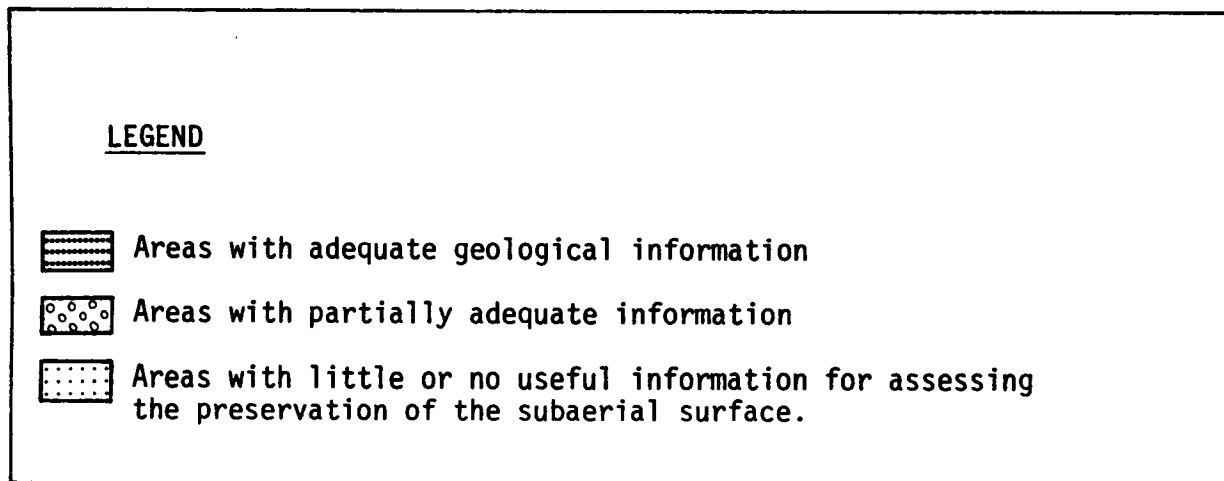 LEGEND
Areas with adequate geological information
Areas with partially adequate information
Areas with little or no useful information for assessing
the preservation of the subaerial surface.